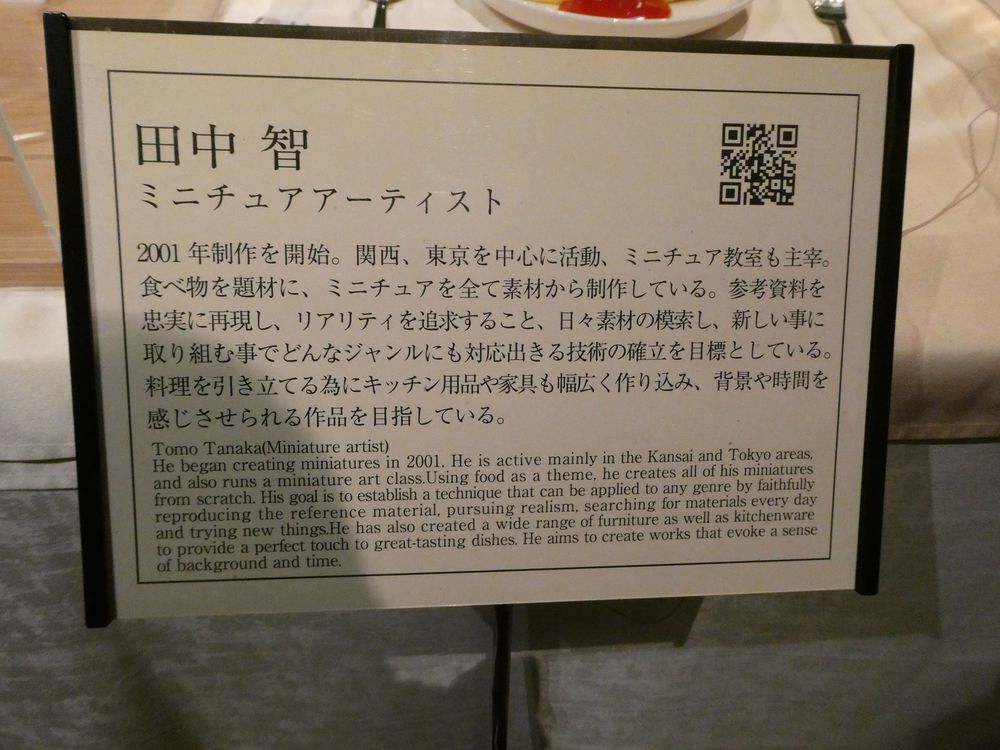 田中 智
ミニチュアアーティスト
2001 年制作を開始。関西、東京を中心に活動、ミニチュア教室も主宰。
食べ物を題材に、ミニチュアを全て素材から制作している。参考資料を
忠実に再現し、リアリティを追求すること、日々素材の模索し、新しい事に
取り組む事でどんなジャンルにも対応出きる技術の確立を目標としている。
料理を引き立てる為にキッチン用品や家具も幅広く作り込み、背景や時間を
感じさせられる作品を目指している。
Tomo Tanaka(Miniature artist)
He began creating miniatures in 2001. He is active mainly in the Kansai and Tokyo areas,
and also runs a miniature art class.Using food as a theme, he creates all of his miniatures
from scratch. His goal is to establish a technique that can be applied to any genre by faithfully
reproducing the reference material, pursuing realism, searching for materials every day
and trying new things.He has also created a wide range of furniture as well as kitchenware
to provide a perfect touch to great-tasting dishes. He aims to create works that evoke a sense
of background and time.